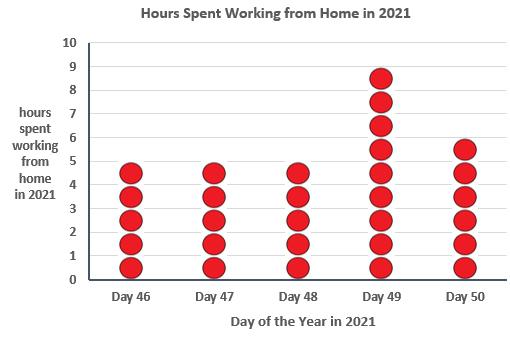 Hours Spent Working from Home in 2021
10
9
8
7
6
5
4
3
2
1
0
hours
spent
working
from
home
in 2021
Day 46
Day 47
Day 48
Day 49
Day 50
Day of the Year in 2021